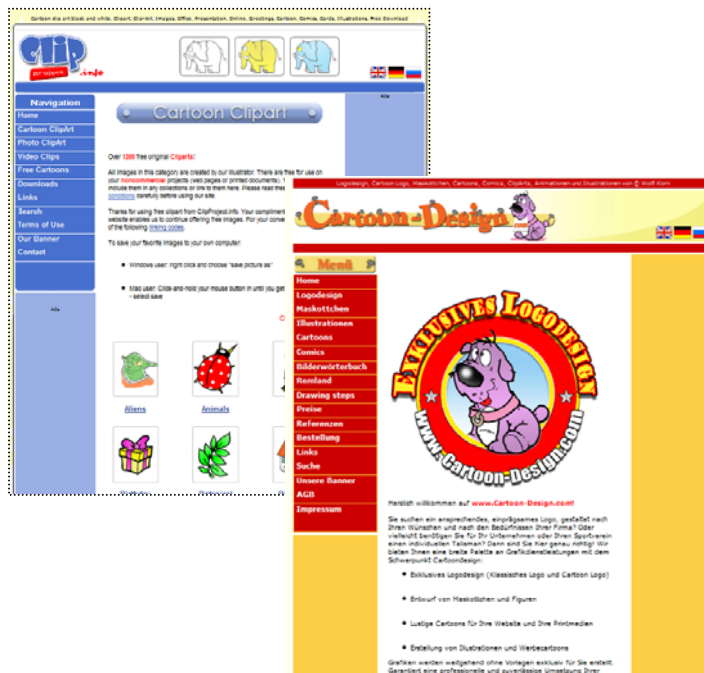 Cartoon clip art black and white, Clipart, ClipArt, Images, Office, Presentation, Online, Greetings, Cartoon, Comics, Cards, Illustrations, Free Download
Clip
project .info
Ads
Navigation
Home
Cartoon ClipArt
Photo ClipArt
Video Clips
Free Cartoons
Downloads
Links
Search
Terms of Use
Our Banner
Contact
Ads
Cartoon Clipart
Over 1200 free original Cliparts!
All images in this category are created by our illustrator. There are free for use on
your noncommercial projects (web pages or printed documents).
include them in any collections or link to them here. Please read these
conditions carefully before using our site.
Thanks for using free clipart from ClipProject.info. Your compliment
website enables us to continue offering free images. For your conve
of the following linking codes.
To save your favorite images to your own computer:
Windows user: right click and choose "save picture as"
Mac user: Click-and-hold your mouse button in until you get
- select save
Aliens
Animals
Logodesign, Cartoon Logo, Maskottchen, Cartoons, Comics, ClipArts, Animationen und Illustrationen von © Wolf Korn
Cartoon-Design
.com
Menü
Home
Logodesign
Maskottchen
Illustrationen
Cartoons
Comics
Bilderwörterbuch
Remland
Drawing steps
Preise
Referenzen
Bestellung
Links
Suche
Unsere Banner
AGB
Impressum
Exklusives Logodesign
www.Cartoon-Design.com
Herzlich willkommen auf www.Cartoon-Design.com!
Sie suchen ein ansprechendes, einprägsames Logo, gestaltet nach
Ihren Wünschen und nach den Bedürfnissen Ihrer Firma? Oder
vielleicht benötigen Sie für Ihr Unternehmen oder Ihren Sportverein
einen individuellen Talisman? Dann sind Sie hier genau richtig! Wir
bieten Ihnen eine breite Palette an Grafikdienstleistungen mit dem
Schwerpunkt Cartoondesign:
Exklusives Logodesign (Klassisches Logo und Cartoon Logo)
Entwurf von Maskottchen und Figuren
Lustige Cartoons für Ihre Website und Ihre Printmedien
Erstellung von Illustrationen und Werbecartoons
Grafiken werden weitgehend ohne Vorlagen exklusiv für Sie erstellt.
Garantiert eine professionelle und zuverlässige Umsetzung Ihrer